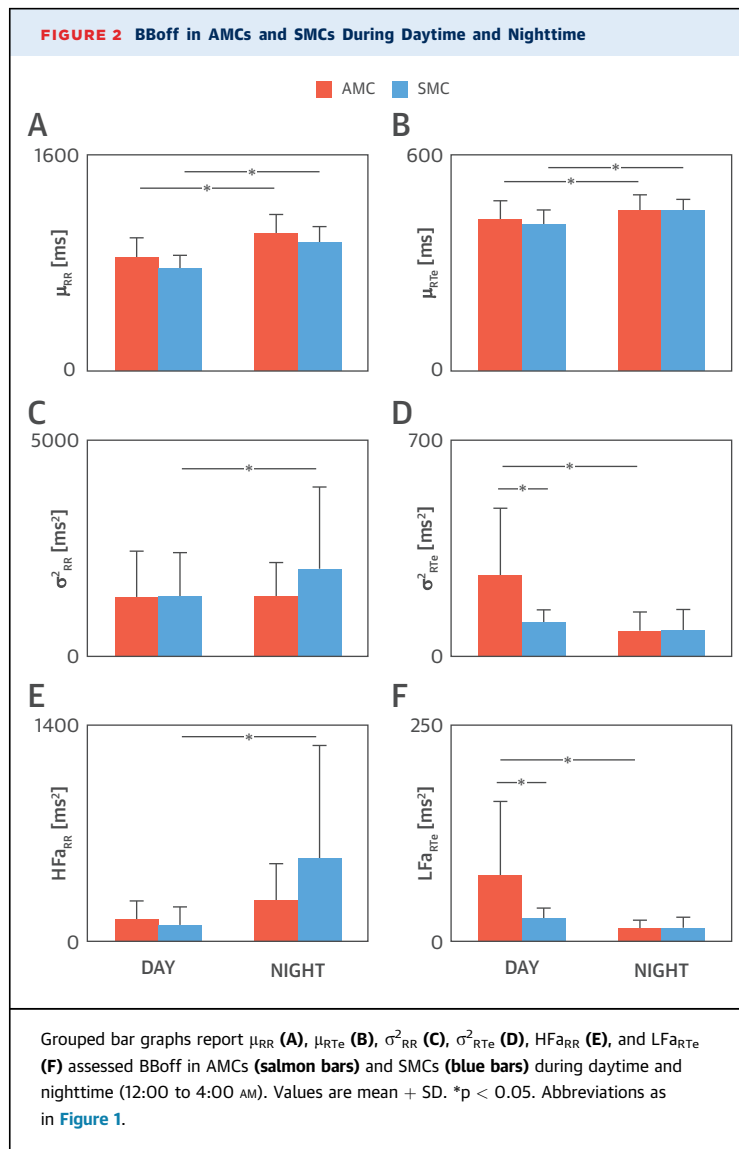 FIGURE 2 BBoff in AMCs and SMCs During Daytime and Nighttime
AMC SMC
A
1600
μRR [ms]
0
*
*
B
600
μRTe [ms]
0
*
*
C
5000
σ²RR [ms²]
0
*
D
700
σ²RTe [ms²]
0
*
*
E
1400
HFaRR [ms²]
0
*
DAY NIGHT
F
250
LFaRTe [ms²]
0
*
*
DAY NIGHT
Grouped bar graphs report μRR (A), μRTe (B), σ²RR (C), σ²RTe (D), HFaRR (E), and LFaRTe
(F) assessed BBoff in AMCs (salmon bars) and SMCs (blue bars) during daytime and
nighttime (12:00 to 4:00 AM). Values are mean + SD. *p < 0.05. Abbreviations as
in Figure 1.